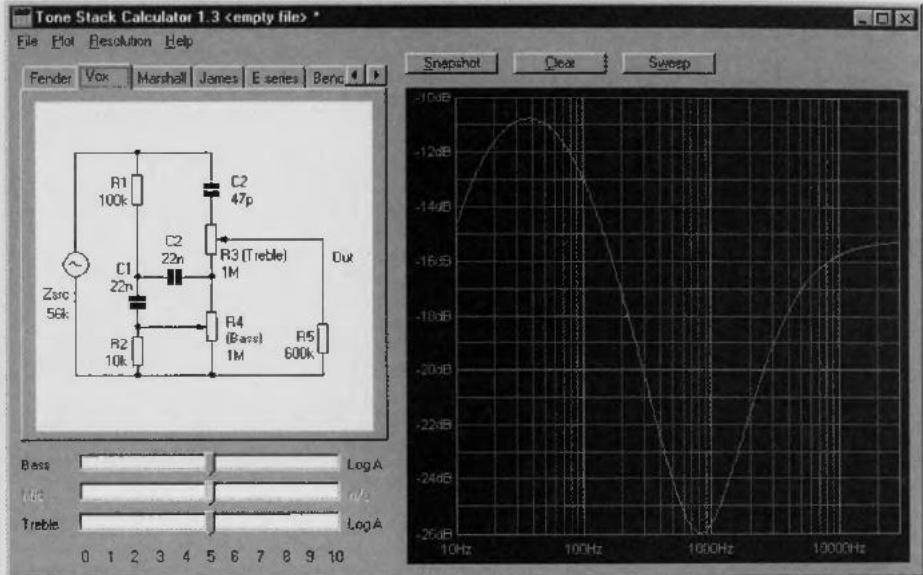 Tone Stack Calculator 1.3 <empty file> *
File Plot Resolution Help
Fender Vox Marshall James E series Benc
Snapshot Clear Sweep
R1
100k
C2
47p
C2
22n
R3 (Treble)
1M
Out
C1
22n
Zsrc
56k
R4
(Bass)
1M
R2
10k
R5
600k
Bass Log A
Mid n/a
Treble Log A
0 1 2 3 4 5 6 7 8 9 10
-10dB
-12dB
-14dB
-16dB
-18dB
-20dB
-22dB
-24dB
-26dB
10Hz 100Hz 1000Hz 10000Hz